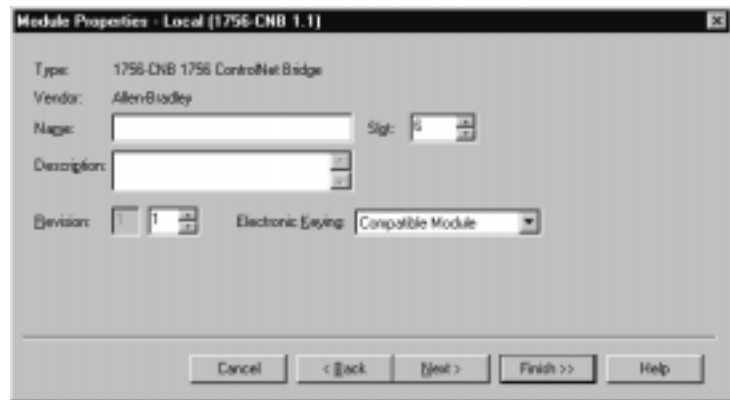 Module Properties - Local (1756-CNB 1.1)
Type: 1756-CNB 1756 ControlNet Bridge
Vendor: Allen-Bradley
Name: Slot: 6
Description:
Revision: 1 1 Electronic Keying: Compatible Module
Cancel < Back Next > Finish >> Help